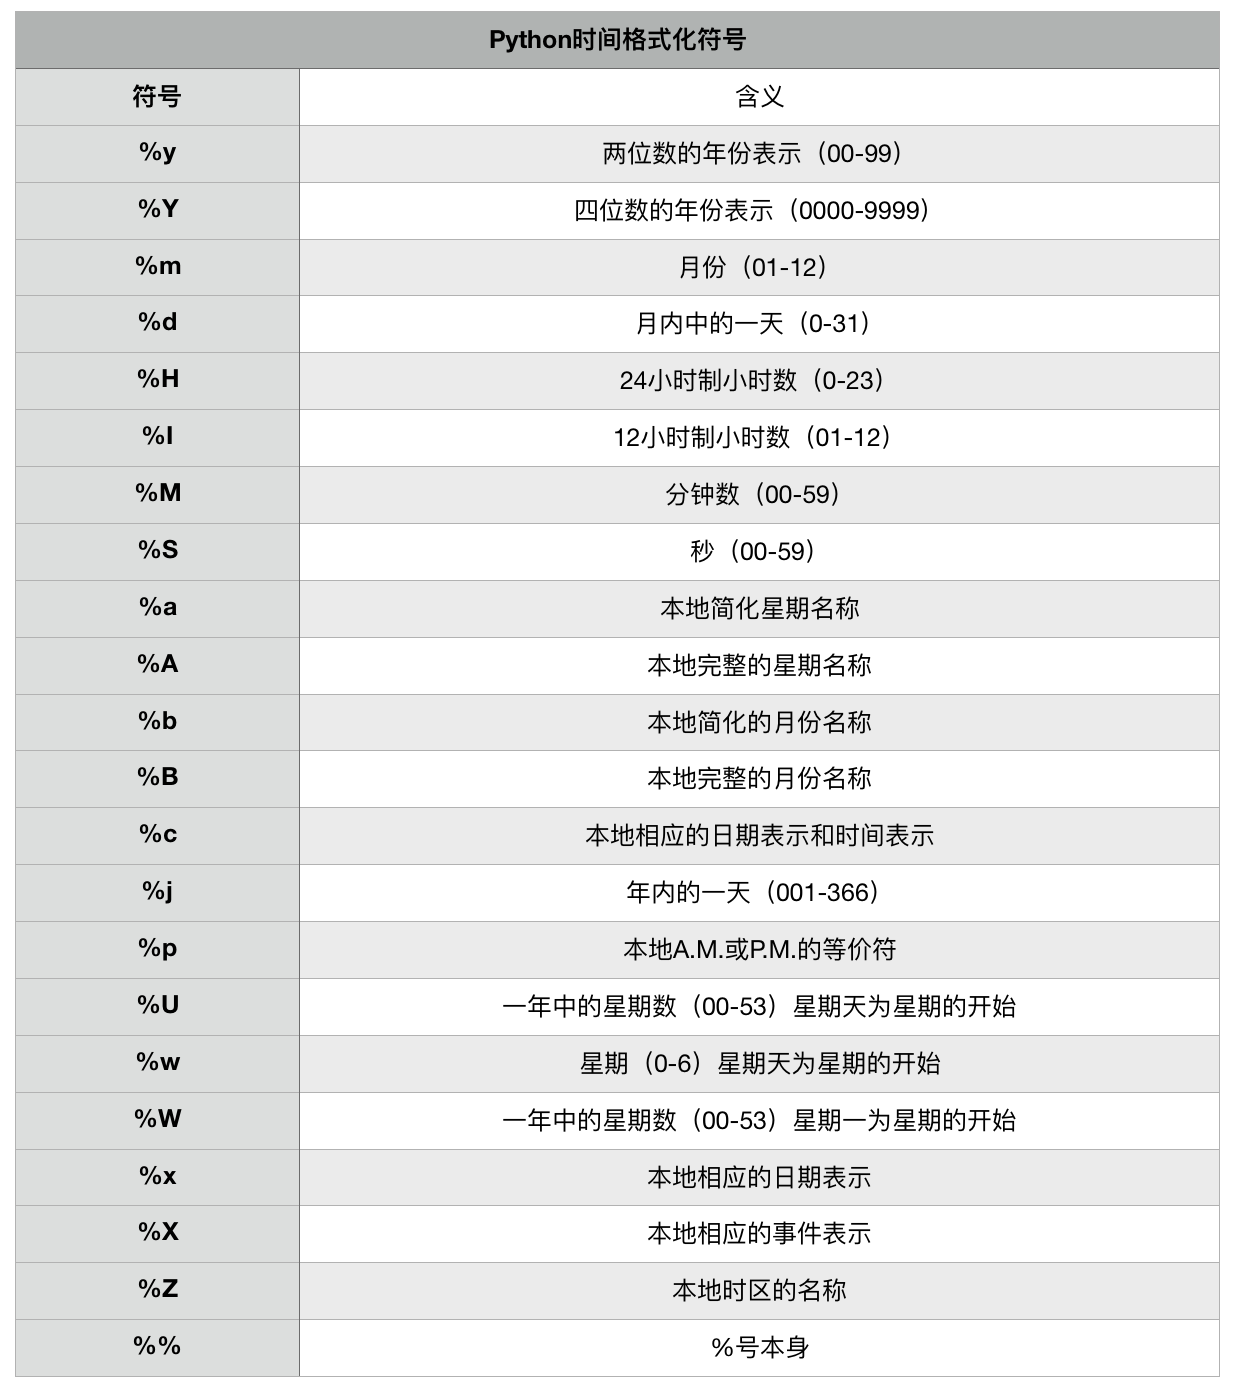 Python时间格式化符号
符号 含义
%y 两位数的年份表示（00-99）
%Y 四位数的年份表示（0000-9999）
%m 月份（01-12）
%d 月内中的一天（0-31）
%H 24小时制小时数（0-23）
%I 12小时制小时数（01-12）
%M 分钟数（00-59）
%S 秒（00-59）
%a 本地简化星期名称
%A 本地完整的星期名称
%b 本地简化的月份名称
%B 本地完整的月份名称
%c 本地相应的日期表示和时间表示
%j 年内的一天（001-366）
%p 本地A.M.或P.M.的等价符
%U 一年中的星期数（00-53）星期天为星期的开始
%w 星期（0-6）星期天为星期的开始
%W 一年中的星期数（00-53）星期一为星期的开始
%x 本地相应的日期表示
%X 本地相应的事件表示
%Z 本地时区的名称
%% %号本身